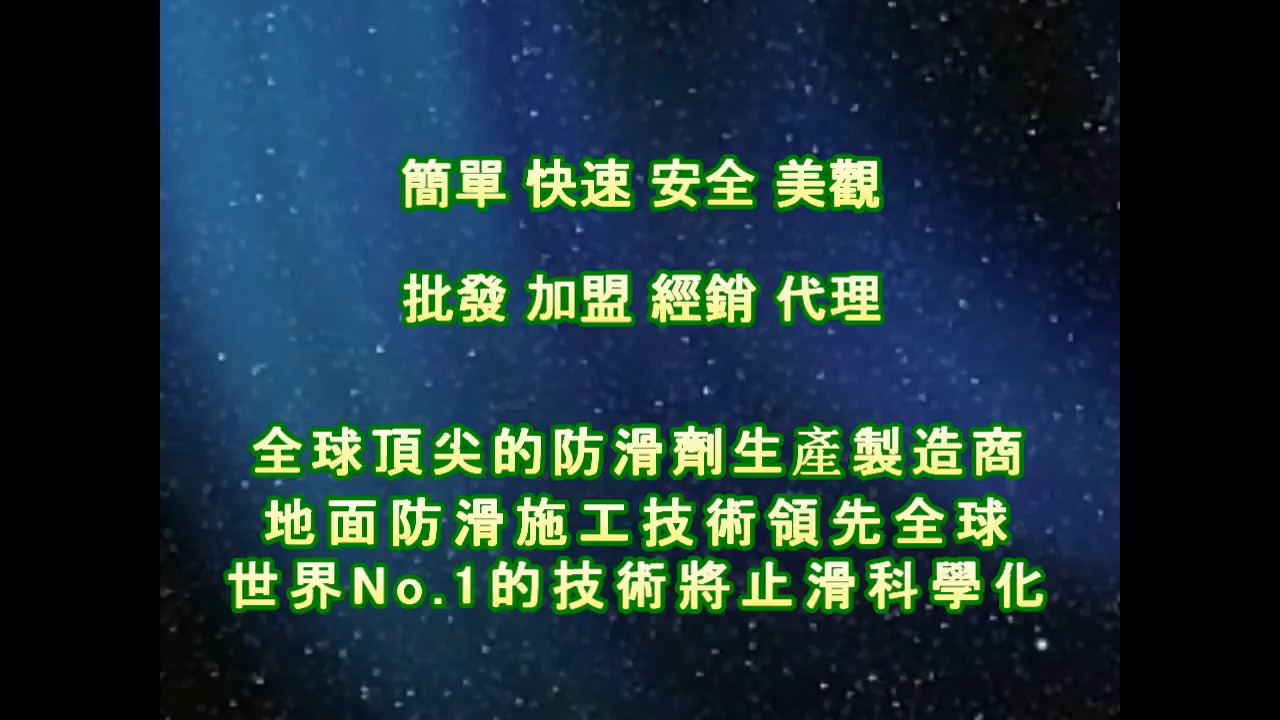 簡單 快速 安全 美觀
批發 加盟 經銷 代理
全球頂尖的防滑劑生產製造商
地面防滑施工技術領先全球
世界No.1的技術將止滑科學化